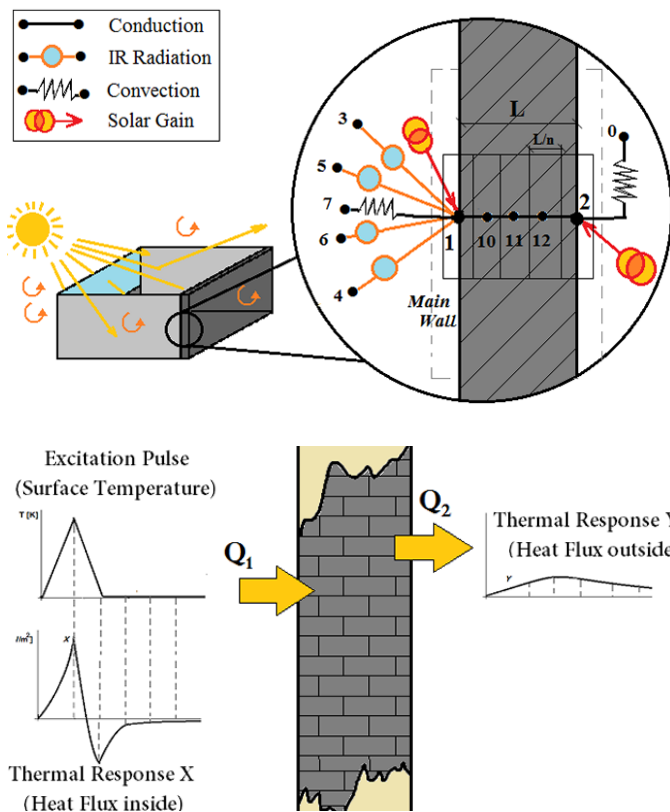 Conduction
IR Radiation
Convection
Solar Gain
3
5
7
6
4
1
10
11
12
2
0
L
L/n
Main
Wall
Excitation Pulse
(Surface Temperature)
T [K]
X
Thermal Response X
(Heat Flux inside)
Q1
Q2
Thermal Response Y
(Heat Flux outside
Y